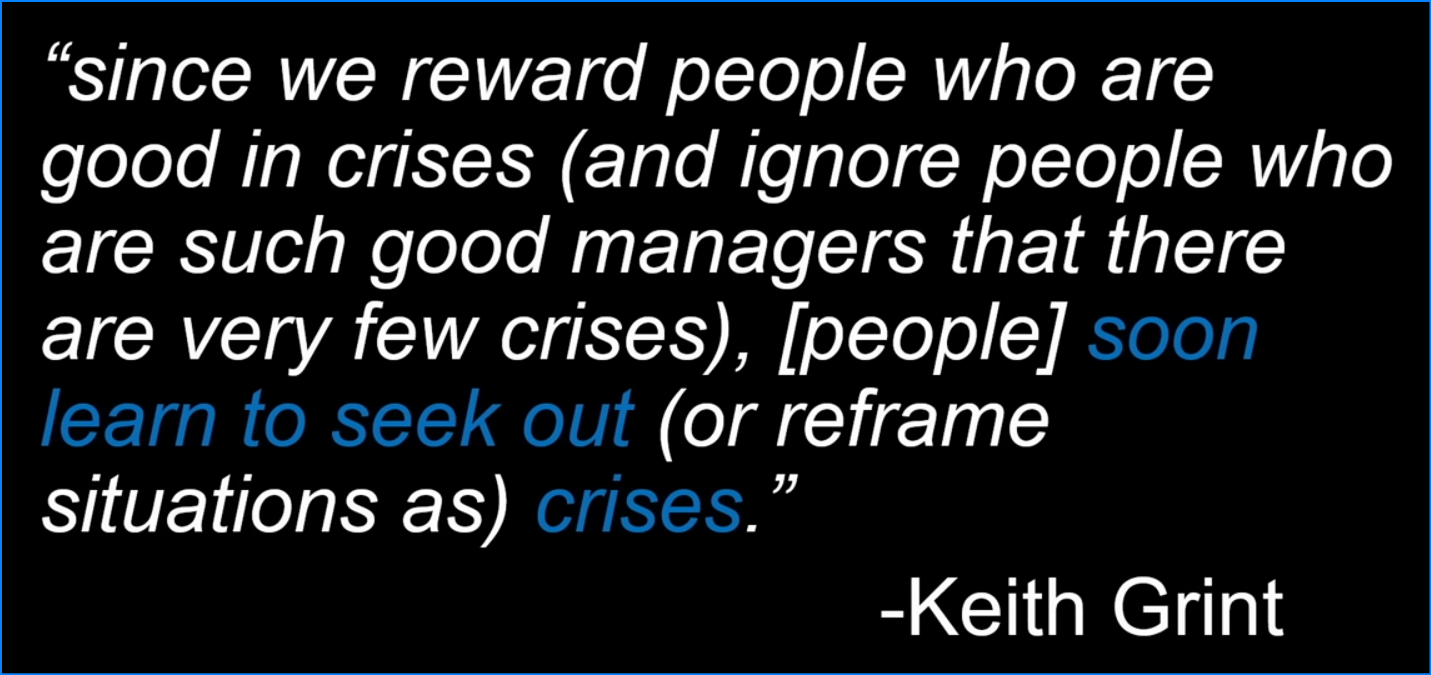 “since we reward people who are
good in crises (and ignore people who
are such good managers that there
are very few crises), [people] soon
learn to seek out (or reframe
situations as) crises.”
-Keith Grint